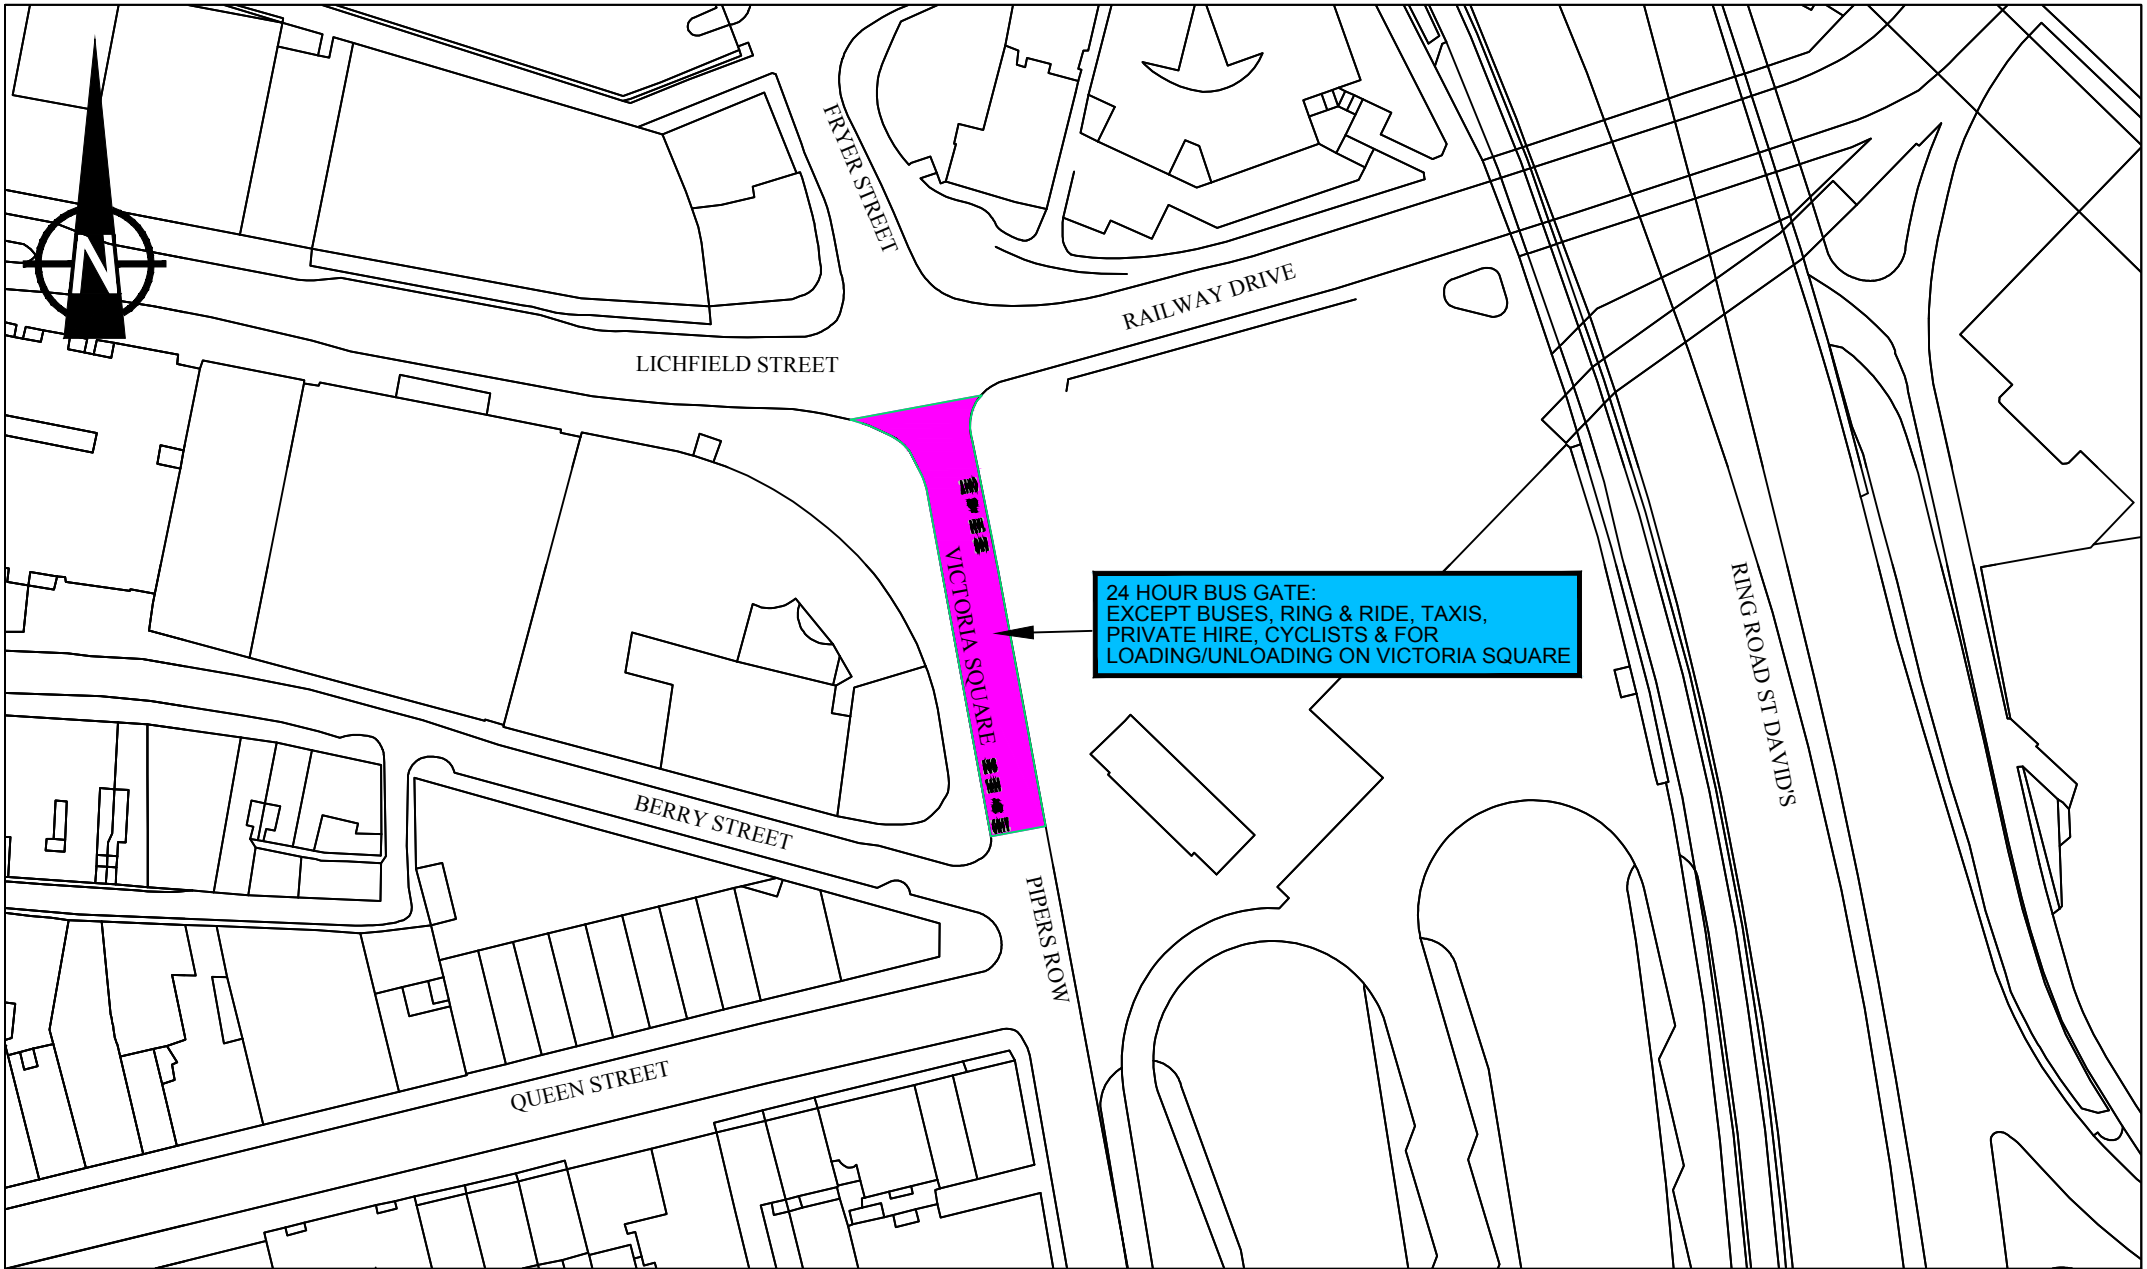 N
FRYER STREET
RAILWAY DRIVE
LICHFIELD STREET
VICTORIA SQUARE
24 HOUR BUS GATE:
EXCEPT BUSES, RING & RIDE, TAXIS,
PRIVATE HIRE, CYCLISTS & FOR
LOADING/UNLOADING ON VICTORIA SQUARE
RING ROAD ST DAVID'S
BERRY STREET
PIPERS ROW
QUEEN STREET